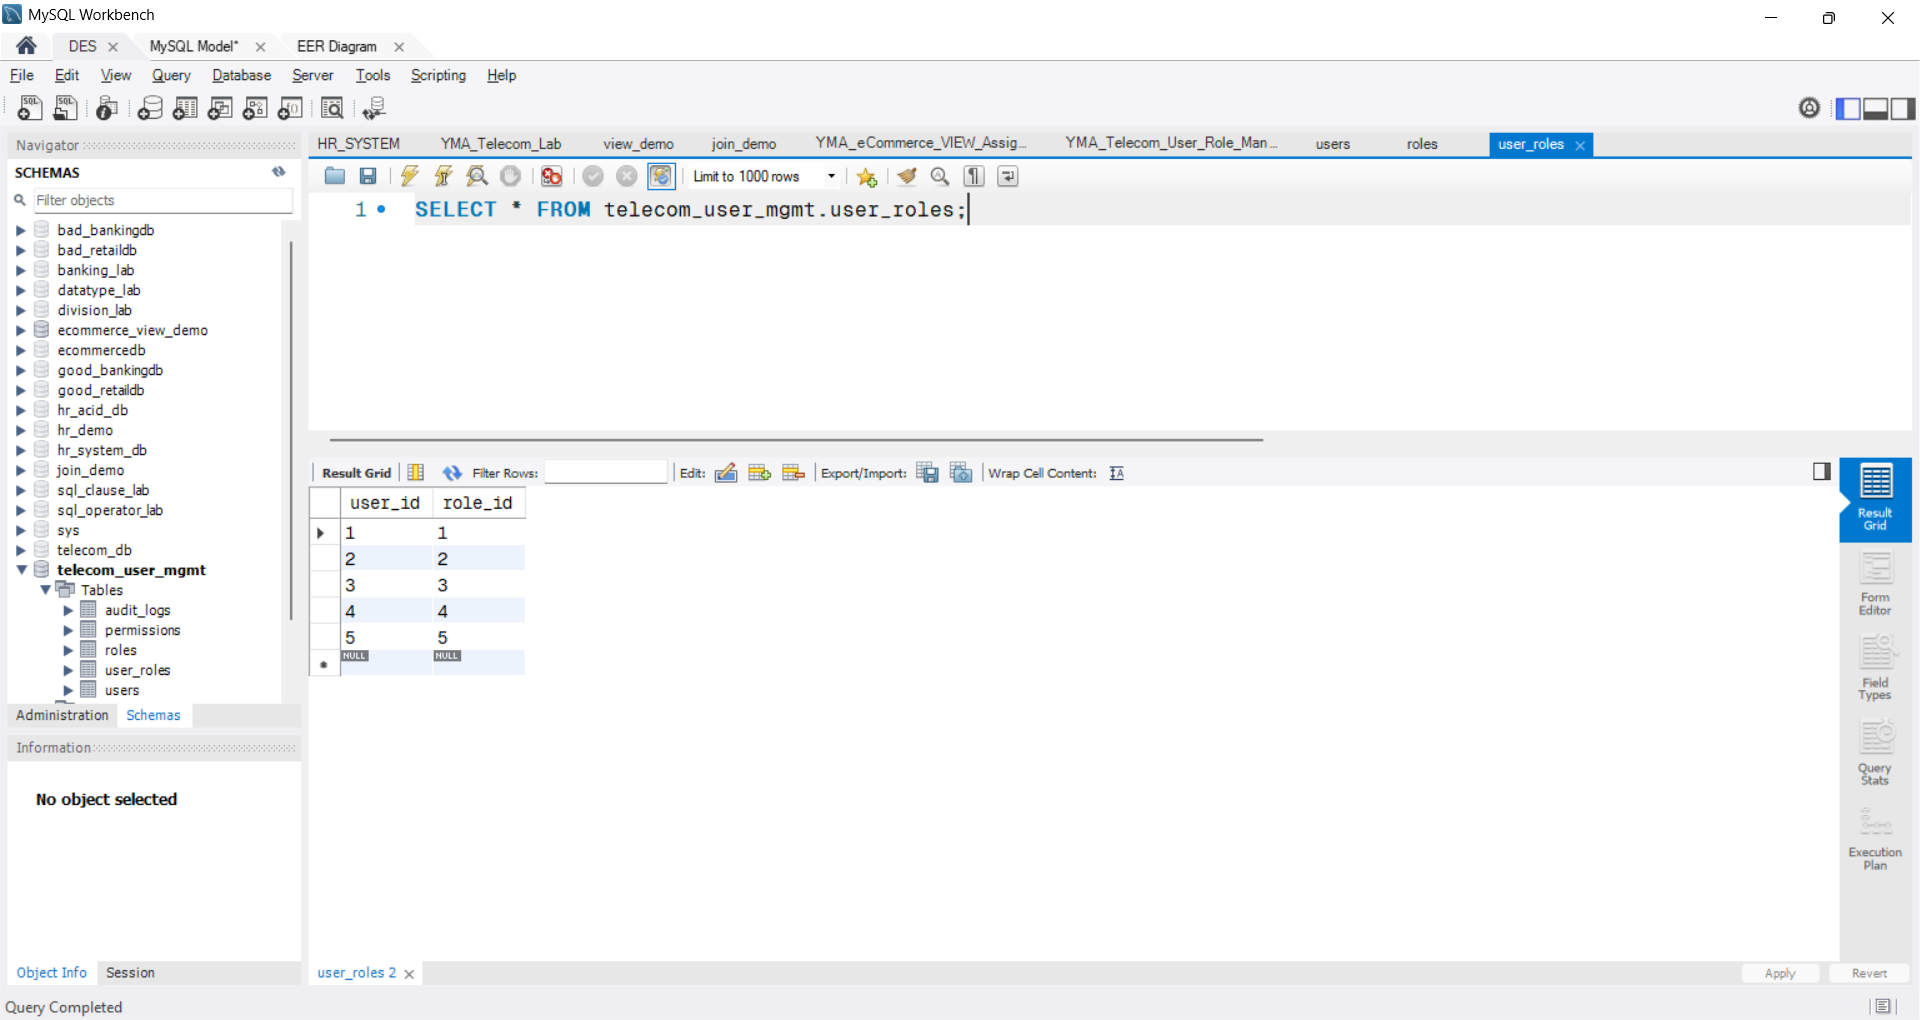 MySQL Workbench
DES
MySQL Model*
EER Diagram
File Edit View Query Database Server Tools Scripting Help
Navigator
SCHEMAS
Filter objects
bad_bankingdb
bad_retaildb
banking_lab
datatype_lab
division_lab
ecommerce_view_demo
ecommercedb
good_bankingdb
good_retaildb
hr_acid_db
hr_demo
hr_system_db
join_demo
sql_clause_lab
sql_operator_lab
sys
telecom_db
telecom_user_mgmt
Tables
audit_logs
permissions
roles
user_roles
users
Administration Schemas
Information
No object selected
Object Info Session
HR_SYSTEM YMA_Telecom_Lab view_demo join_demo YMA_eCommerce_VIEW_Assig... YMA_Telecom_User_Role_Man... users roles user_roles
Limit to 1000 rows
1 SELECT * FROM telecom_user_mgmt.user_roles;
Result Grid Filter Rows: Edit: Export/Import: Wrap Cell Content: IA
user_id role_id
1 1
2 2
3 3
4 4
5 5
NULL NULL
Result
Grid
Form
Editor
Field
Types
Query
Stats
Execution
Plan
user_roles 2
Apply Revert
Query Completed